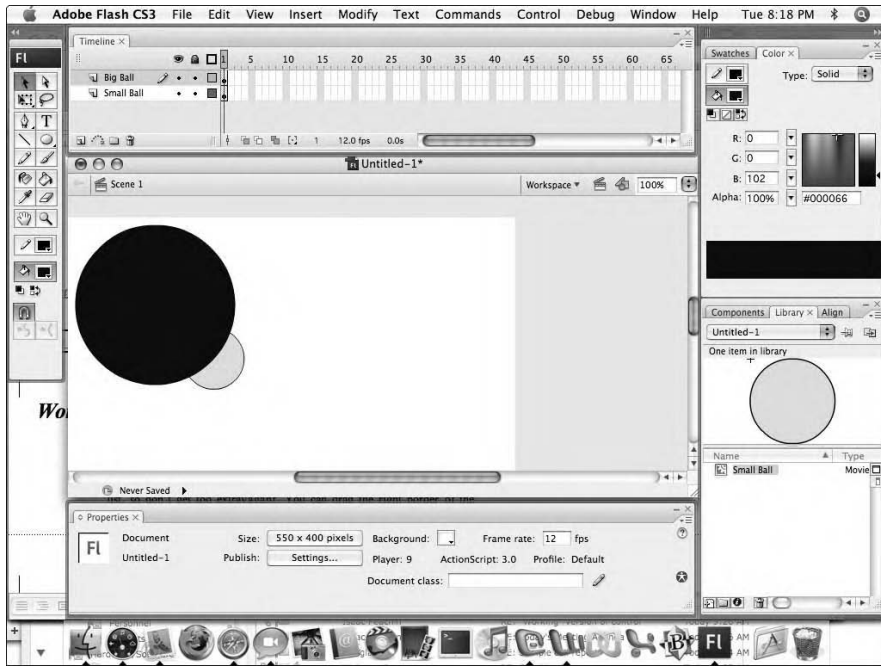 Adobe Flash CS3 File Edit View Insert Modify Text Commands Control Debug Window Help Tue 8:18 PM
Timeline ×
Fl
1 5 10 15 20 25 30 35 40 45 50 55 60 65
Big Ball
Small Ball
1 12.0 fps 0.0s
Untitled-1*
Scene 1
Workspace
100%
Swatches Color ×
Type: Solid
R: 0
G: 0
B: 102
Alpha: 100% #000066
Components Library × Align
Untitled-1
One item in library
Name Type
Small Ball Movie
Wo
Never Saved
Properties ×
Fl
Document
Untitled-1
Size: 550 x 400 pixels Background: Frame rate: 12 fps
Publish: Settings... Player: 9 ActionScript: 3.0 Profile: Default
Document class:
Fl